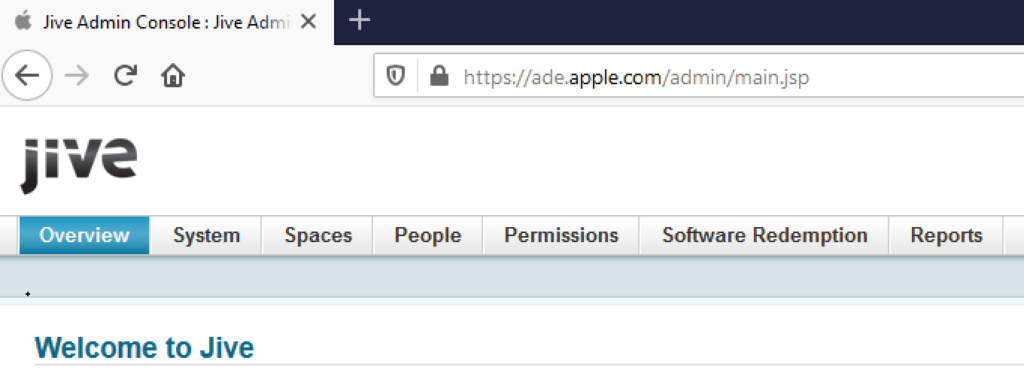 Jive Admin Console : Jive Admi
https://ade.apple.com/admin/main.jsp
jive
Overview System Spaces People Permissions Software Redemption Reports
Welcome to Jive